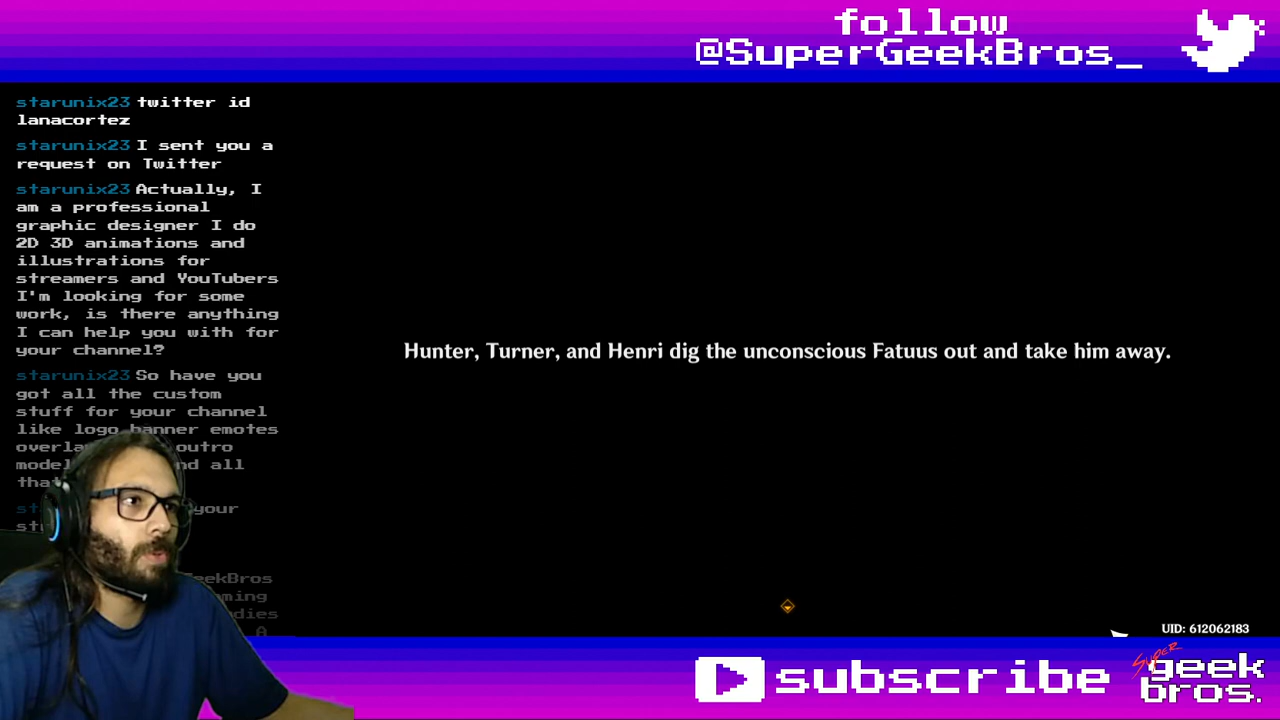 follow
@SuperGeekBros_
starunix23 twitter id
lanacortez
starunix23 I sent you a
request on Twitter
starunix23 Actually, I
am a professional
graphic designer I do
2D 3D animations and
illustrations for
streamers and YouTubers
I'm looking for some
work, is there anything
I can help you with for
your channel?
starunix23 So have you
got all the custom
stuff for your channel
like logo banner emotes
outro
all
your
GeekBros
Hunter, Turner, and Henri dig the unconscious Fatuus out and take him away.
UID: 612062183
subscribe
SUPER
geek
bros.